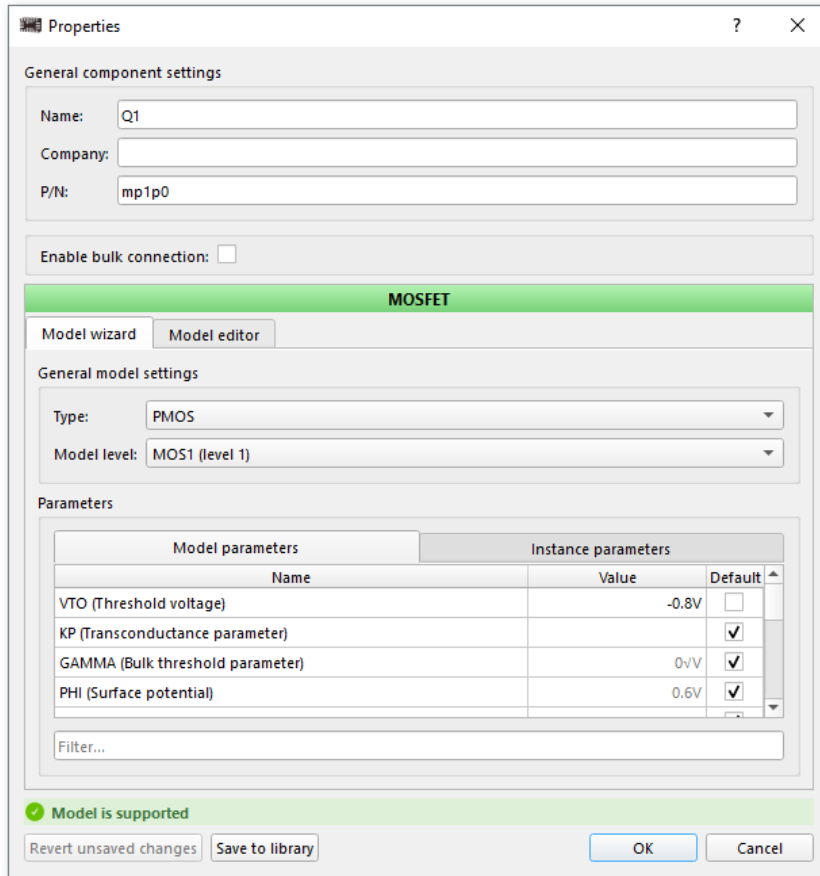 Properties
?
General component settings
Name: Q1
Company:
P/N: mp1p0
Enable bulk connection:
MOSFET
Model wizard Model editor
General model settings
Type: PMOS
Model level: MOS1 (level 1)
Parameters
Model parameters Instance parameters
Name Value Default
VTO (Threshold voltage) -0.8V
KP (Transconductance parameter)
GAMMA (Bulk threshold parameter) 0√V
PHI (Surface potential) 0.6V
Filter...
Model is supported
Revert unsaved changes Save to library OK Cancel